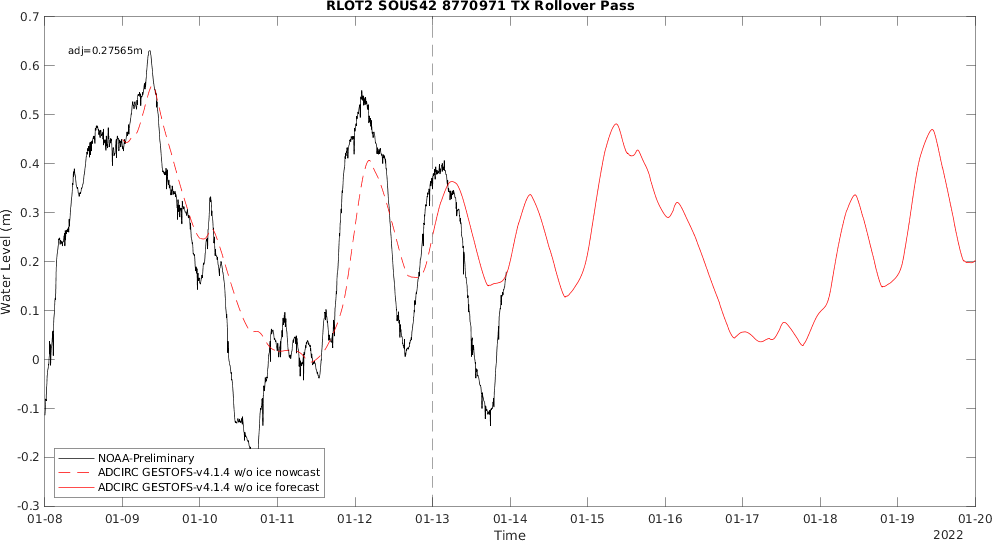 RLOT2 SOUS42 8770971 TX Rollover Pass
0.7
adj=0.27565m
0.6
0.5
0.4
0.3
0.2
0.1
0
-0.1
-0.2
-0.3
Water Level (m)
NOAA-Preliminary
ADCIRC GESTOFS-v4.1.4 w/o ice nowcast
ADCIRC GESTOFS-v4.1.4 w/o ice forecast
01-08 01-09 01-10 01-11 01-12 01-13 01-14 01-15 01-16 01-17 01-18 01-19 01-20
Time
2022